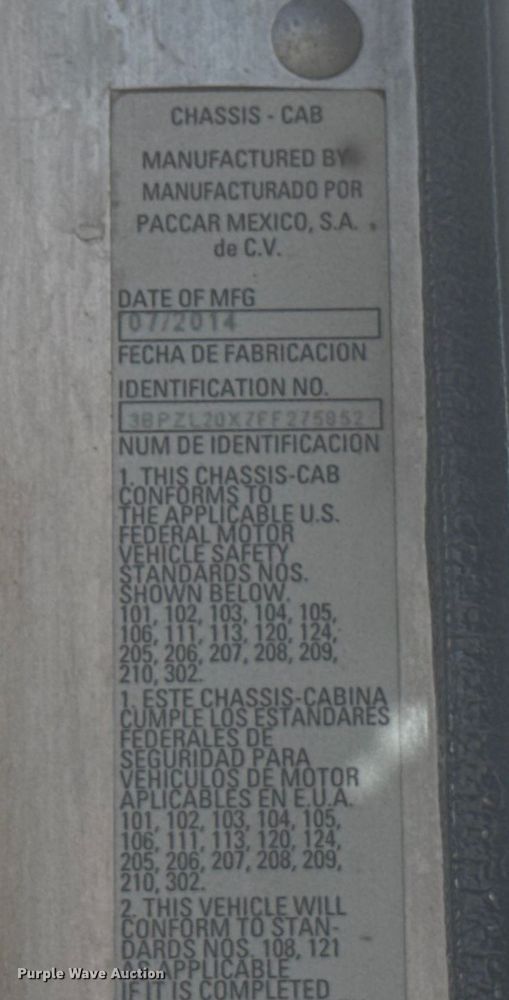 CHASSIS - CAB
MANUFACTURED BY
MANUFACTURADO POR
PACCAR MEXICO, S.A.
de C.V.
DATE OF MFG
07/2014
FECHA DE FABRICACION
IDENTIFICATION NO.
3BPZL20X7FF275852
NUM DE IDENTIFICACION
1. THIS CHASSIS-CAB
CONFORMS TO
THE APPLICABLE U.S.
FEDERAL MOTOR
VEHICLE SAFETY
STANDARDS NOS.
SHOWN BELOW.
101, 102, 103, 104, 105,
106, 111, 113, 120, 124,
205, 206, 207, 208, 209,
210, 302.
1. ESTE CHASSIS-CABINA
CUMPLE LOS ESTANDARES
FEDERALES DE
SEGURIDAD PARA
VEHICULOS DE MOTOR
APLICABLES EN E.U.A.
101, 102, 103, 104, 105,
106, 111, 113, 120, 124,
205, 206, 207, 208, 209,
210, 302.
2. THIS VEHICLE WILL
CONFORM TO STAN-
DARDS NOS. 108, 121
AS APPLICABLE
IF IT IS COMPLETED
Purple Wave Auction